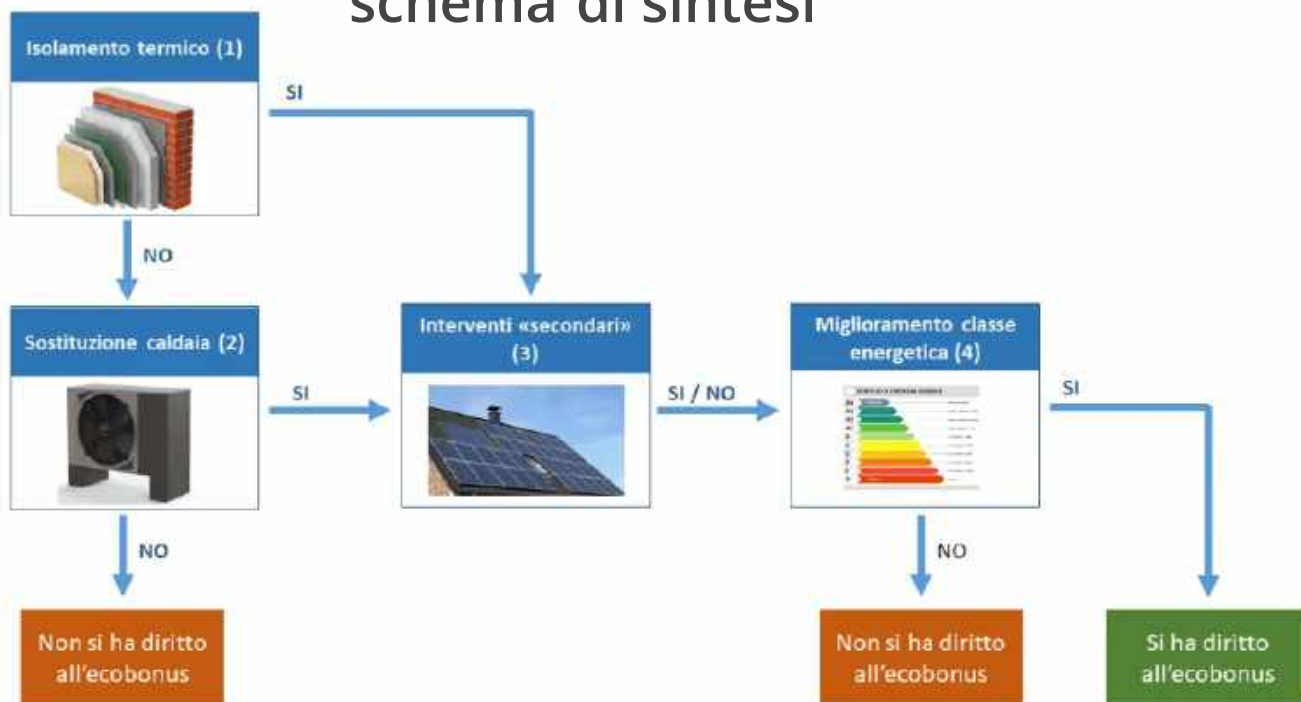 schema di sintesi
Isolamento termico (1)
SI
NO
Sostituzione caldaia (2)
SI
NO
Non si ha diritto
all'ecobonus
Interventi «secondari»
(3)
SI / NO
Miglioramento classe
energetica (4)
SI
NO
Non si ha diritto
all'ecobonus
Si ha diritto
all'ecobonus